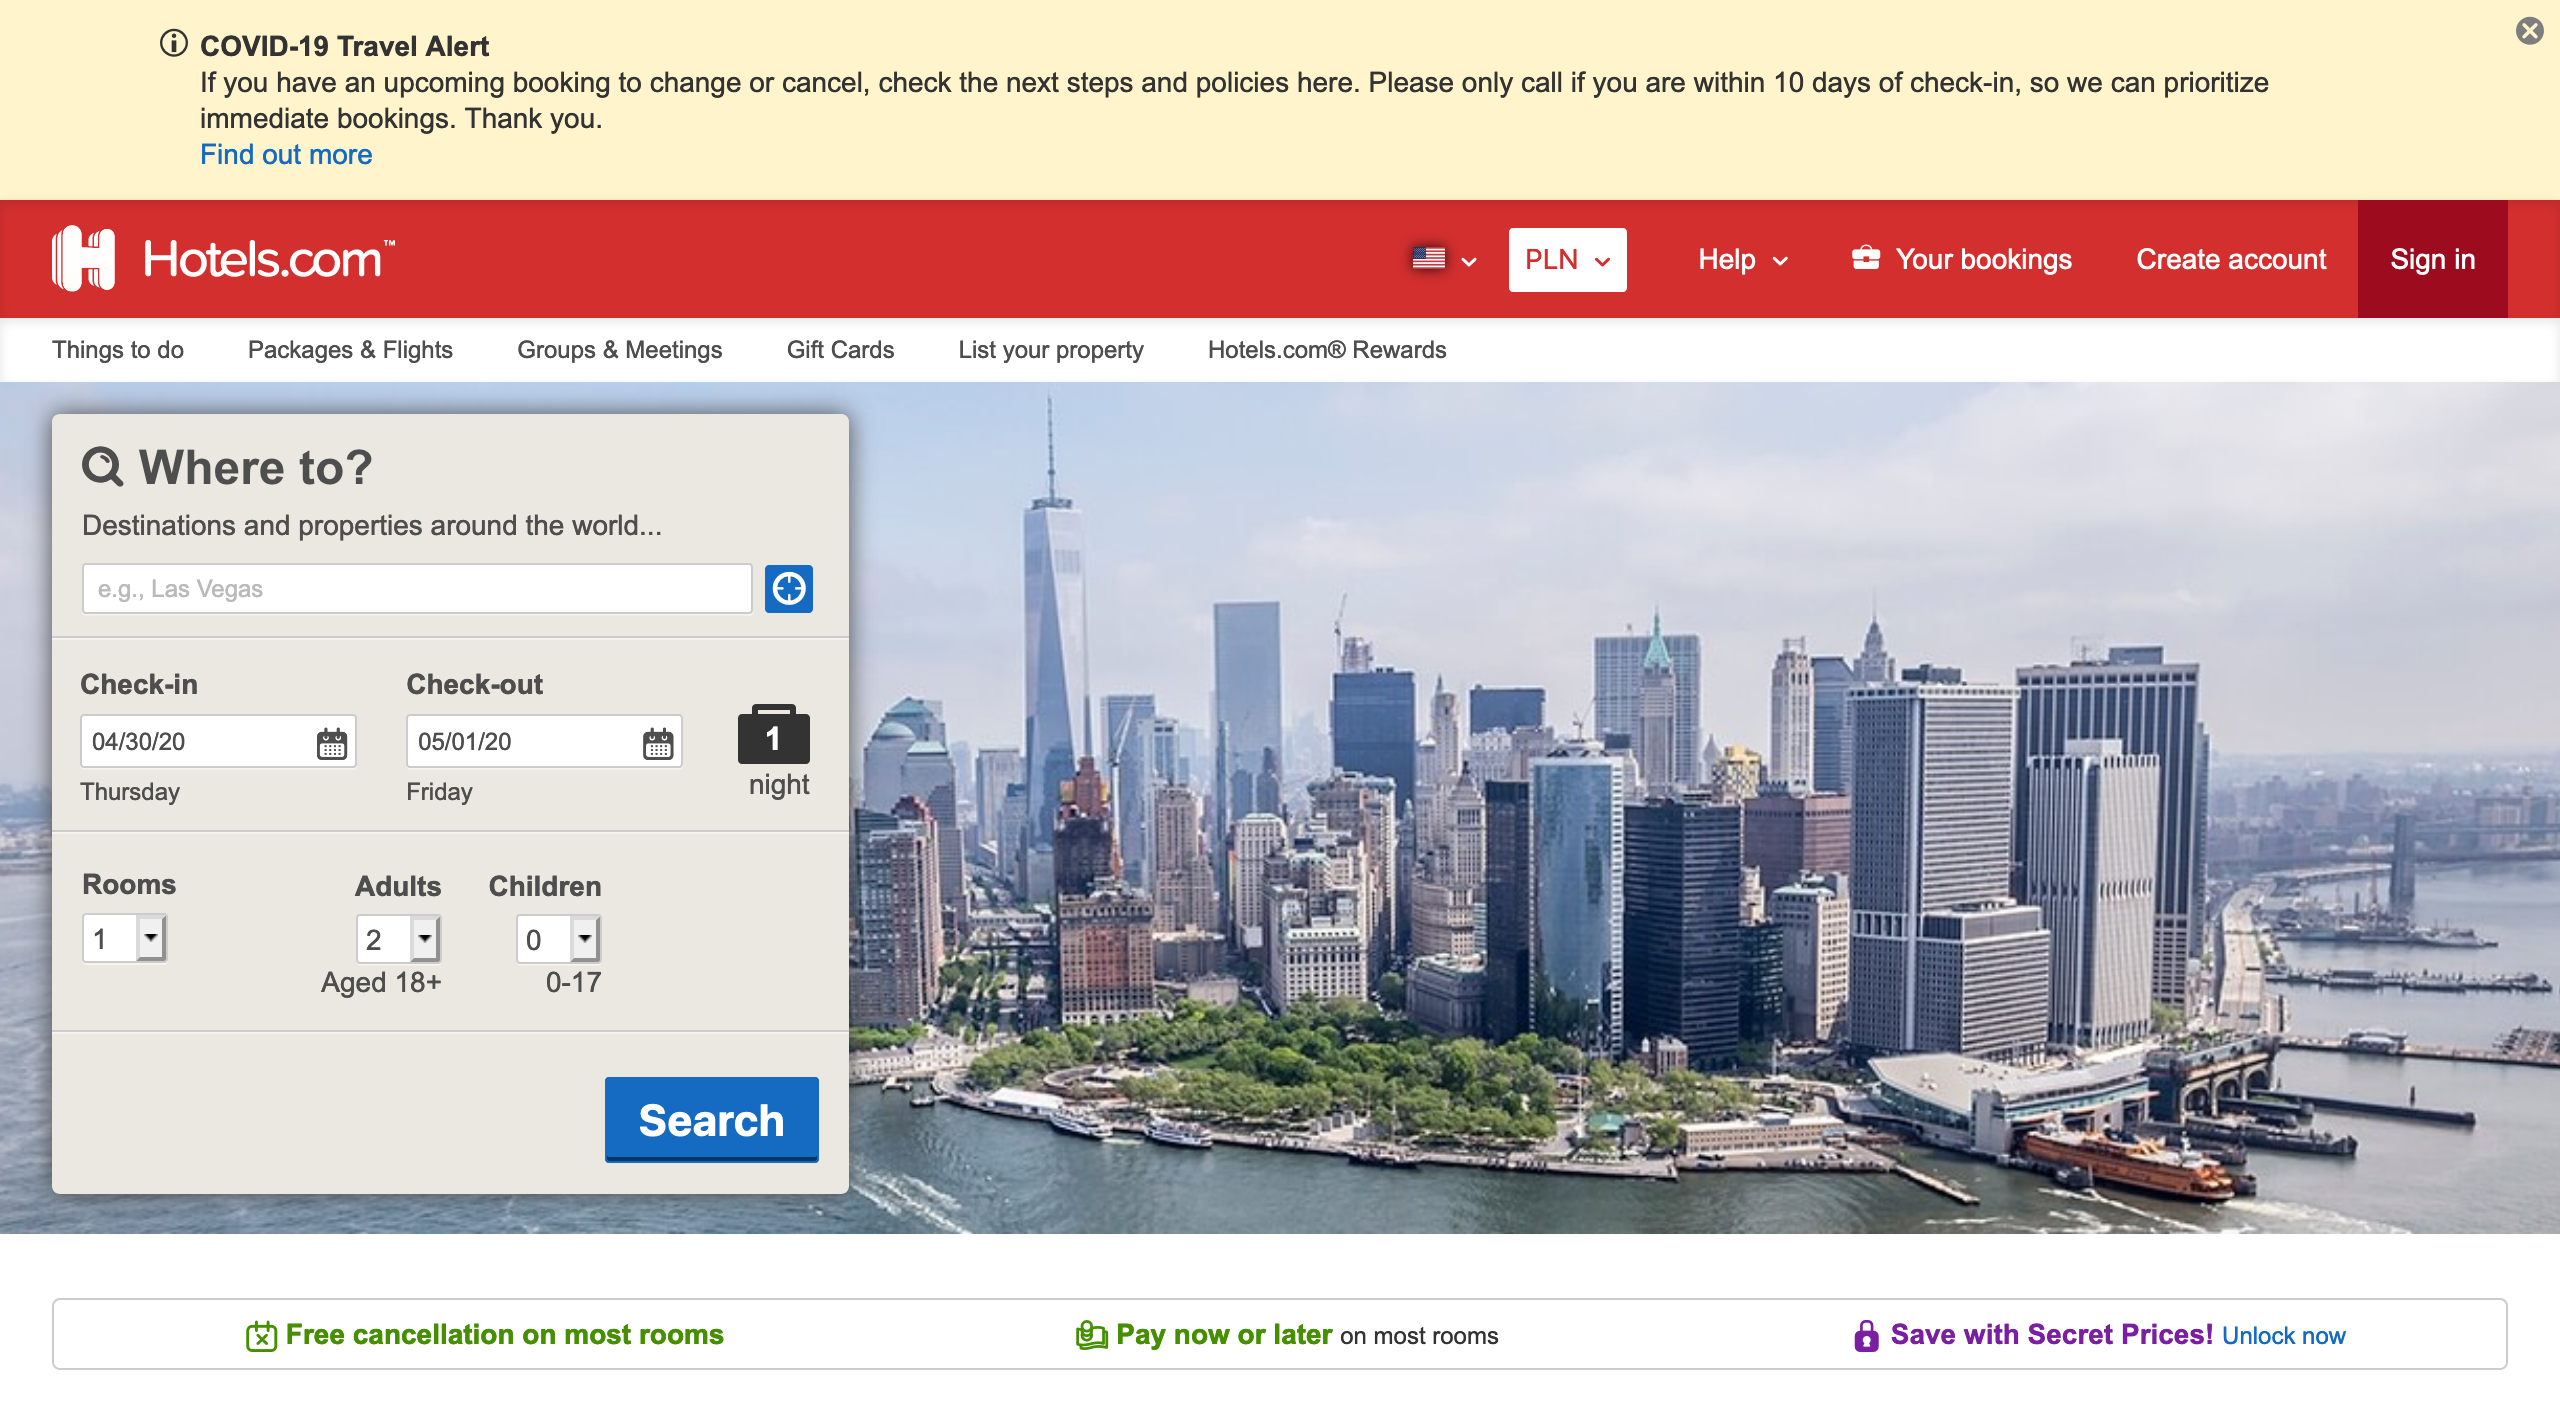 COVID-19 Travel Alert
If you have an upcoming booking to change or cancel, check the next steps and policies here. Please only call if you are within 10 days of check-in, so we can prioritize
immediate bookings. Thank you.
Find out more
Hotels.com™
PLN
Help
Your bookings
Create account
Sign in
Things to do
Packages & Flights
Groups & Meetings
Gift Cards
List your property
Hotels.com® Rewards
Where to?
Destinations and properties around the world...
e.g., Las Vegas
Check-in
Check-out
04/30/20
05/01/20
1
Thursday
Friday
night
Rooms
Adults
Children
1
2
0
Aged 18+
0-17
Search
Free cancellation on most rooms
Pay now or later on most rooms
Save with Secret Prices! Unlock now